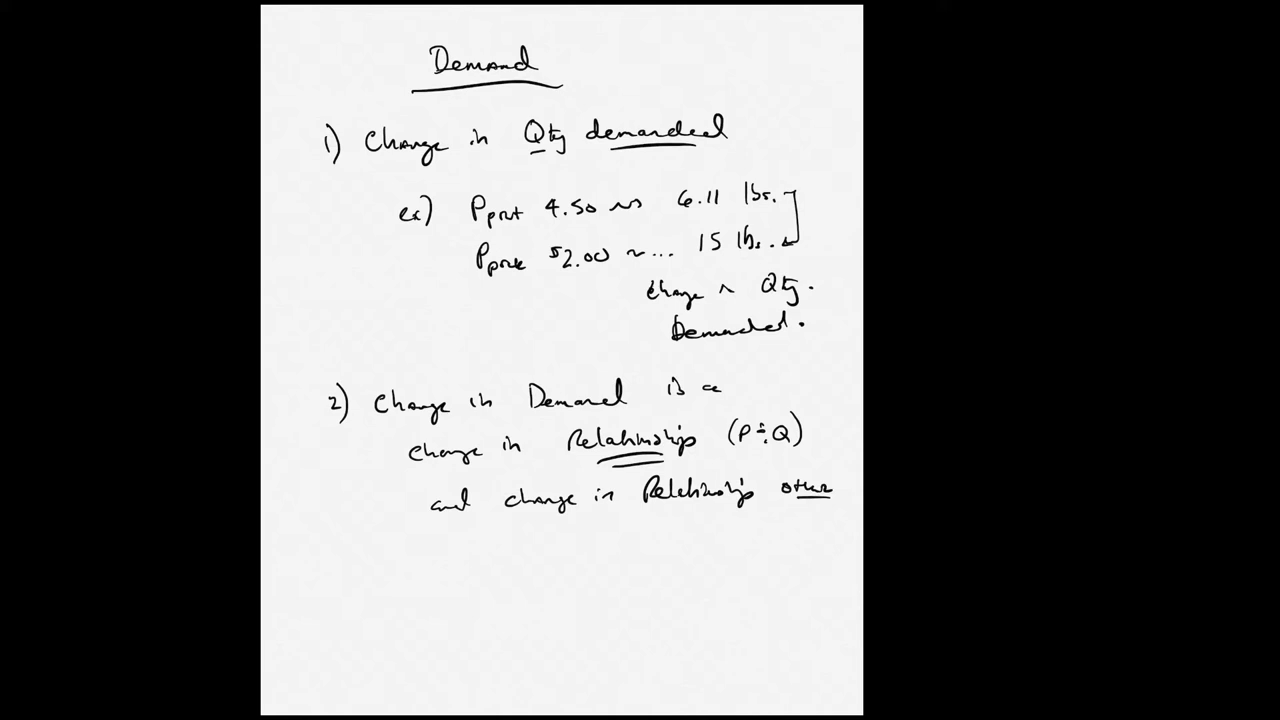 Demand
1) Change in Qty demanded
ex) Ppork 4.50 ~> 6.11 lbs.
Ppork $2.00 ~ ... 15 lbs.
change in Qty.
Demanded.
2) Change in Demand is a
change in Relationship (P ÷ Q)
and change in Relationship other